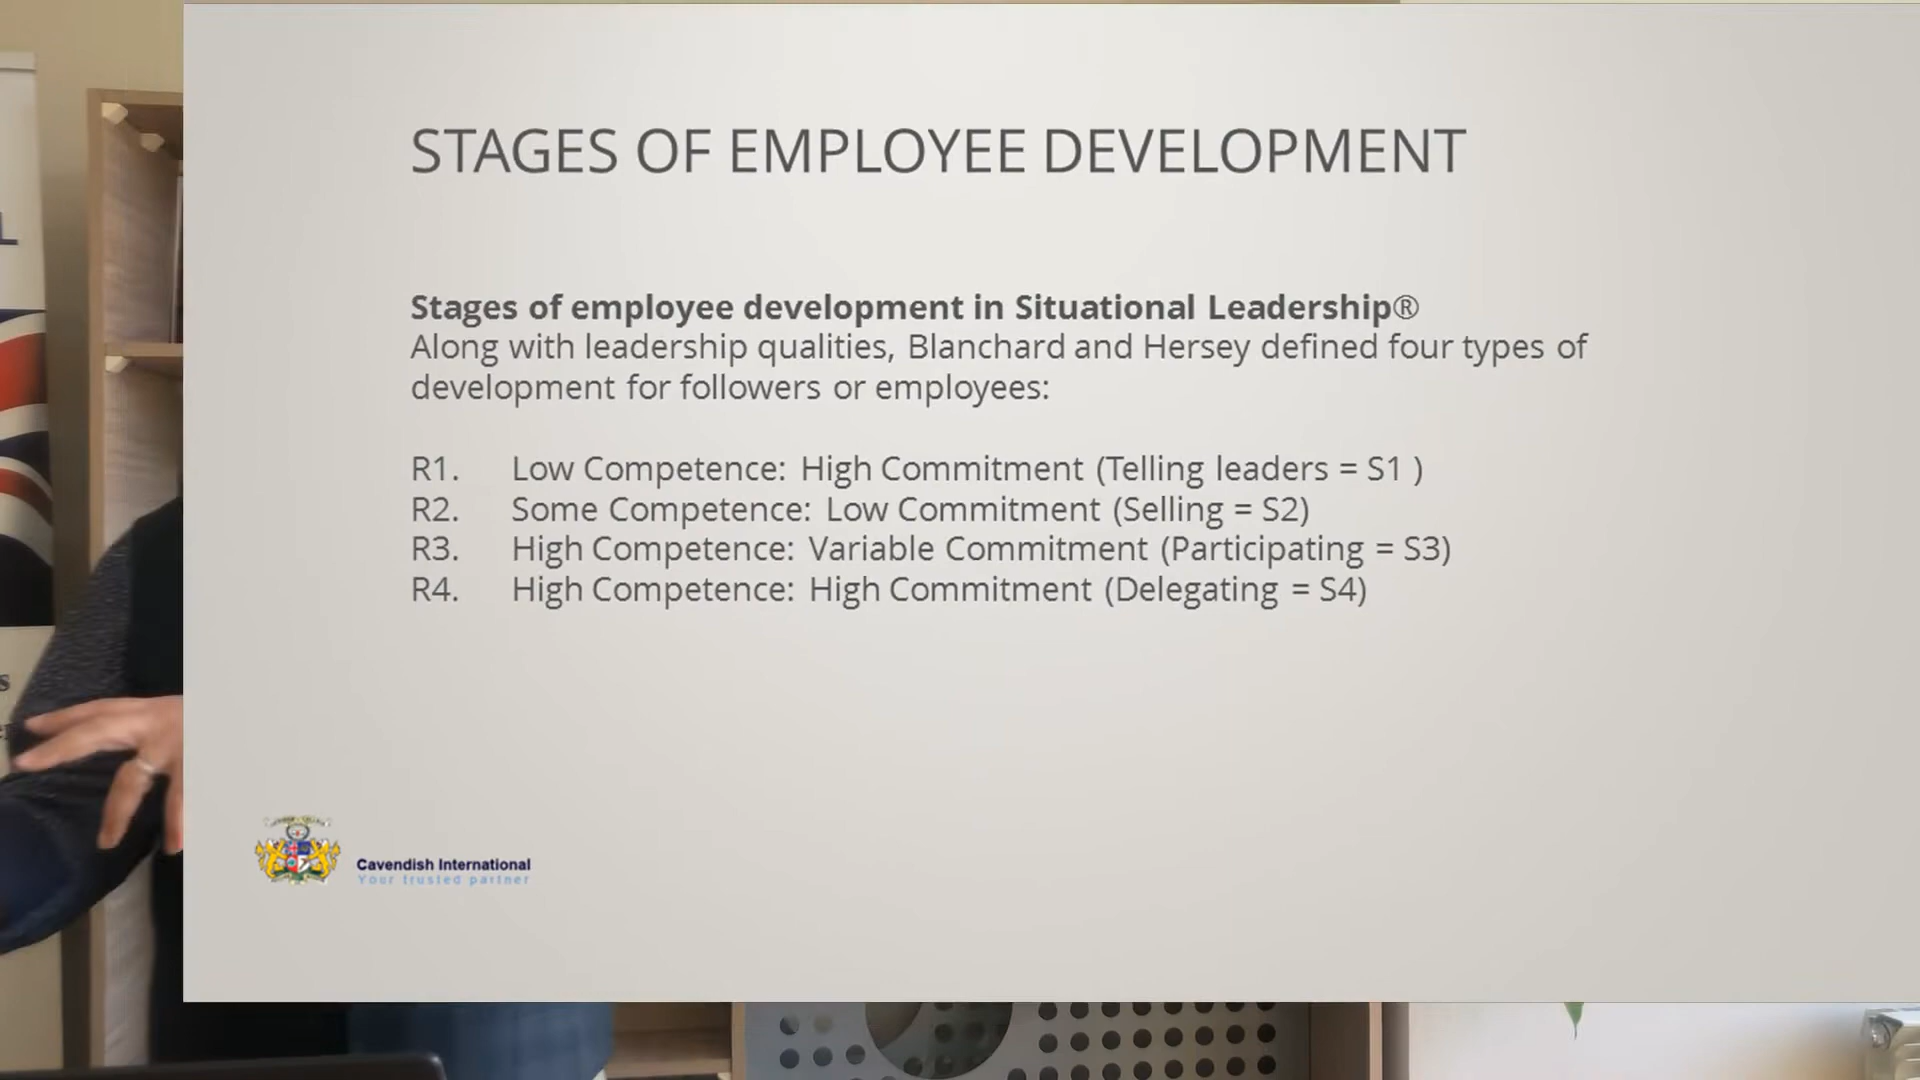 STAGES OF EMPLOYEE DEVELOPMENT
Stages of employee development in Situational Leadership®
Along with leadership qualities, Blanchard and Hersey defined four types of
development for followers or employees:
R1. Low Competence: High Commitment (Telling leaders = S1 )
R2. Some Competence: Low Commitment (Selling = S2)
R3. High Competence: Variable Commitment (Participating = S3)
R4. High Competence: High Commitment (Delegating = S4)
Cavendish International
Your trusted partner